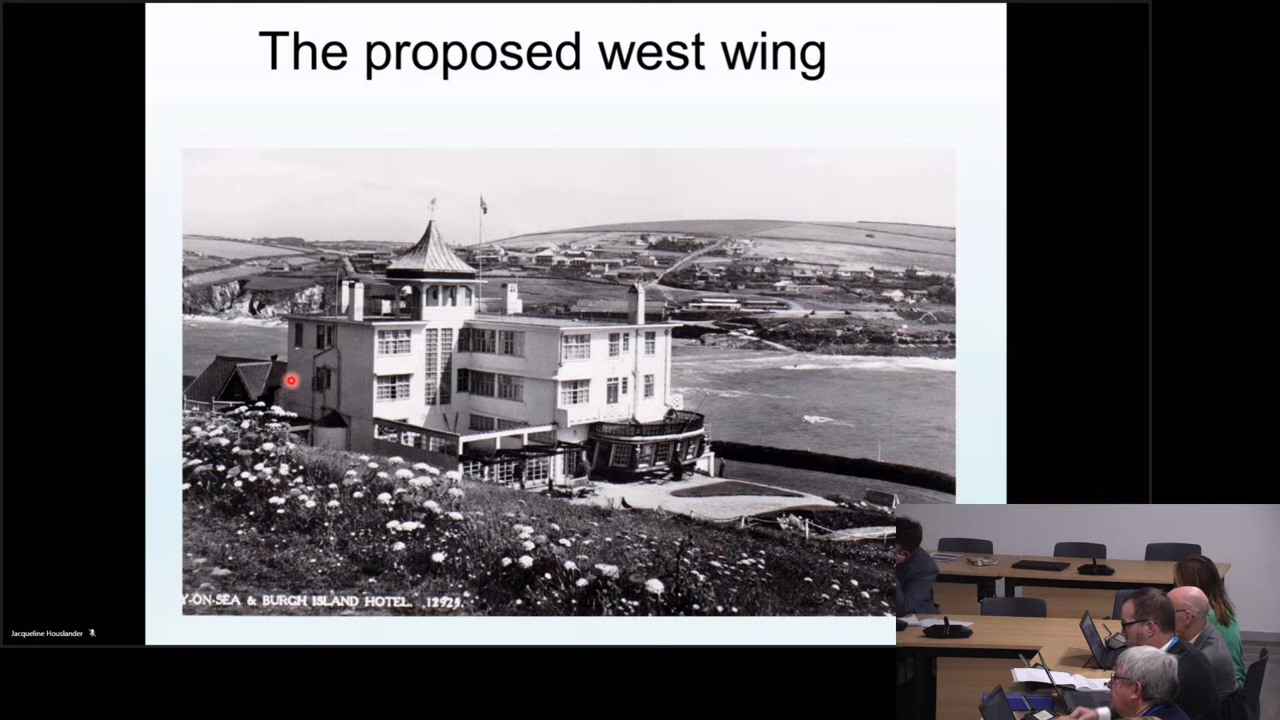 The proposed west wing
Y-ON-SEA & BURGH ISLAND HOTEL. 12925.
Jacqueline Houslander